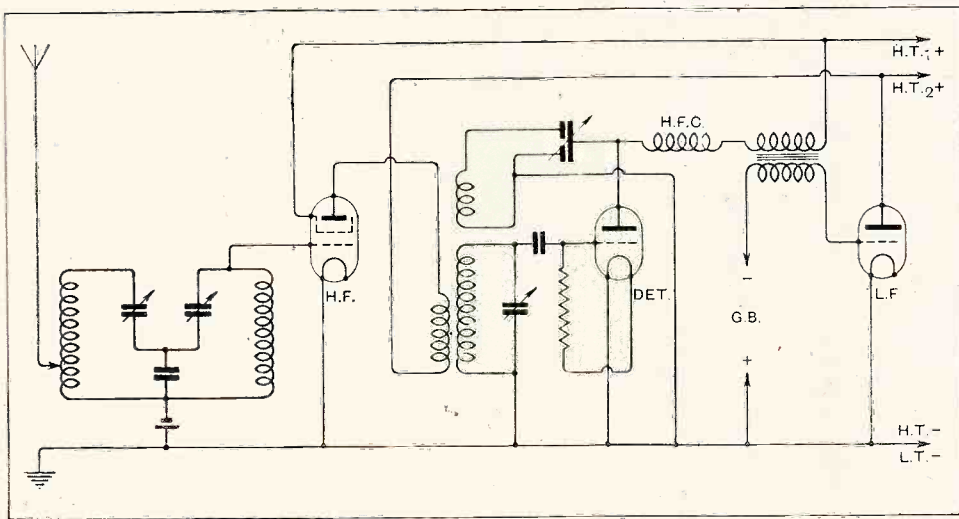 H.T.1+
H.T.2+
H.F.C.
H.F.
DET.
L.F.
–
G.B.
+
H.T.–
L.T.–